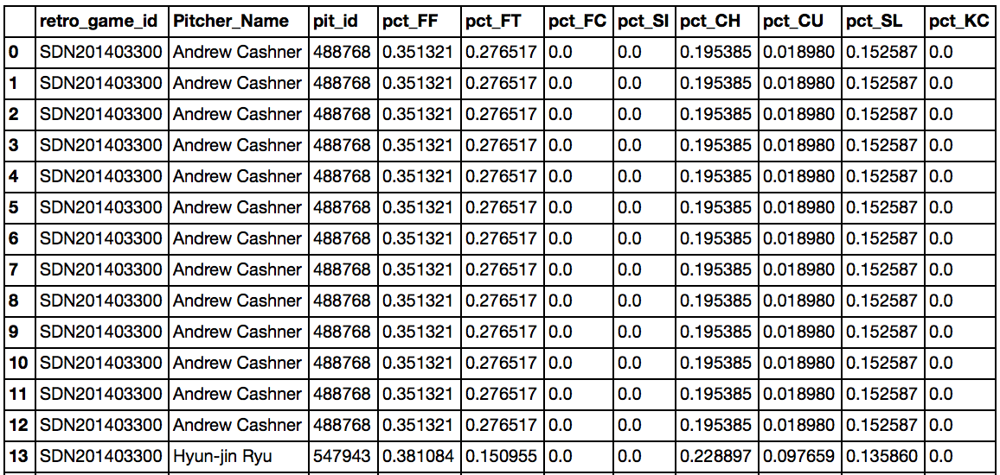 retro_game_id Pitcher_Name pit_id pct_FF pct_FT pct_FC pct_SI pct_CH pct_CU pct_SL pct_KC
0 SDN201403300 Andrew Cashner 488768 0.351321 0.276517 0.0 0.0 0.195385 0.018980 0.152587 0.0
1 SDN201403300 Andrew Cashner 488768 0.351321 0.276517 0.0 0.0 0.195385 0.018980 0.152587 0.0
2 SDN201403300 Andrew Cashner 488768 0.351321 0.276517 0.0 0.0 0.195385 0.018980 0.152587 0.0
3 SDN201403300 Andrew Cashner 488768 0.351321 0.276517 0.0 0.0 0.195385 0.018980 0.152587 0.0
4 SDN201403300 Andrew Cashner 488768 0.351321 0.276517 0.0 0.0 0.195385 0.018980 0.152587 0.0
5 SDN201403300 Andrew Cashner 488768 0.351321 0.276517 0.0 0.0 0.195385 0.018980 0.152587 0.0
6 SDN201403300 Andrew Cashner 488768 0.351321 0.276517 0.0 0.0 0.195385 0.018980 0.152587 0.0
7 SDN201403300 Andrew Cashner 488768 0.351321 0.276517 0.0 0.0 0.195385 0.018980 0.152587 0.0
8 SDN201403300 Andrew Cashner 488768 0.351321 0.276517 0.0 0.0 0.195385 0.018980 0.152587 0.0
9 SDN201403300 Andrew Cashner 488768 0.351321 0.276517 0.0 0.0 0.195385 0.018980 0.152587 0.0
10 SDN201403300 Andrew Cashner 488768 0.351321 0.276517 0.0 0.0 0.195385 0.018980 0.152587 0.0
11 SDN201403300 Andrew Cashner 488768 0.351321 0.276517 0.0 0.0 0.195385 0.018980 0.152587 0.0
12 SDN201403300 Andrew Cashner 488768 0.351321 0.276517 0.0 0.0 0.195385 0.018980 0.152587 0.0
13 SDN201403300 Hyun-jin Ryu 547943 0.381084 0.150955 0.0 0.0 0.228897 0.097659 0.135860 0.0